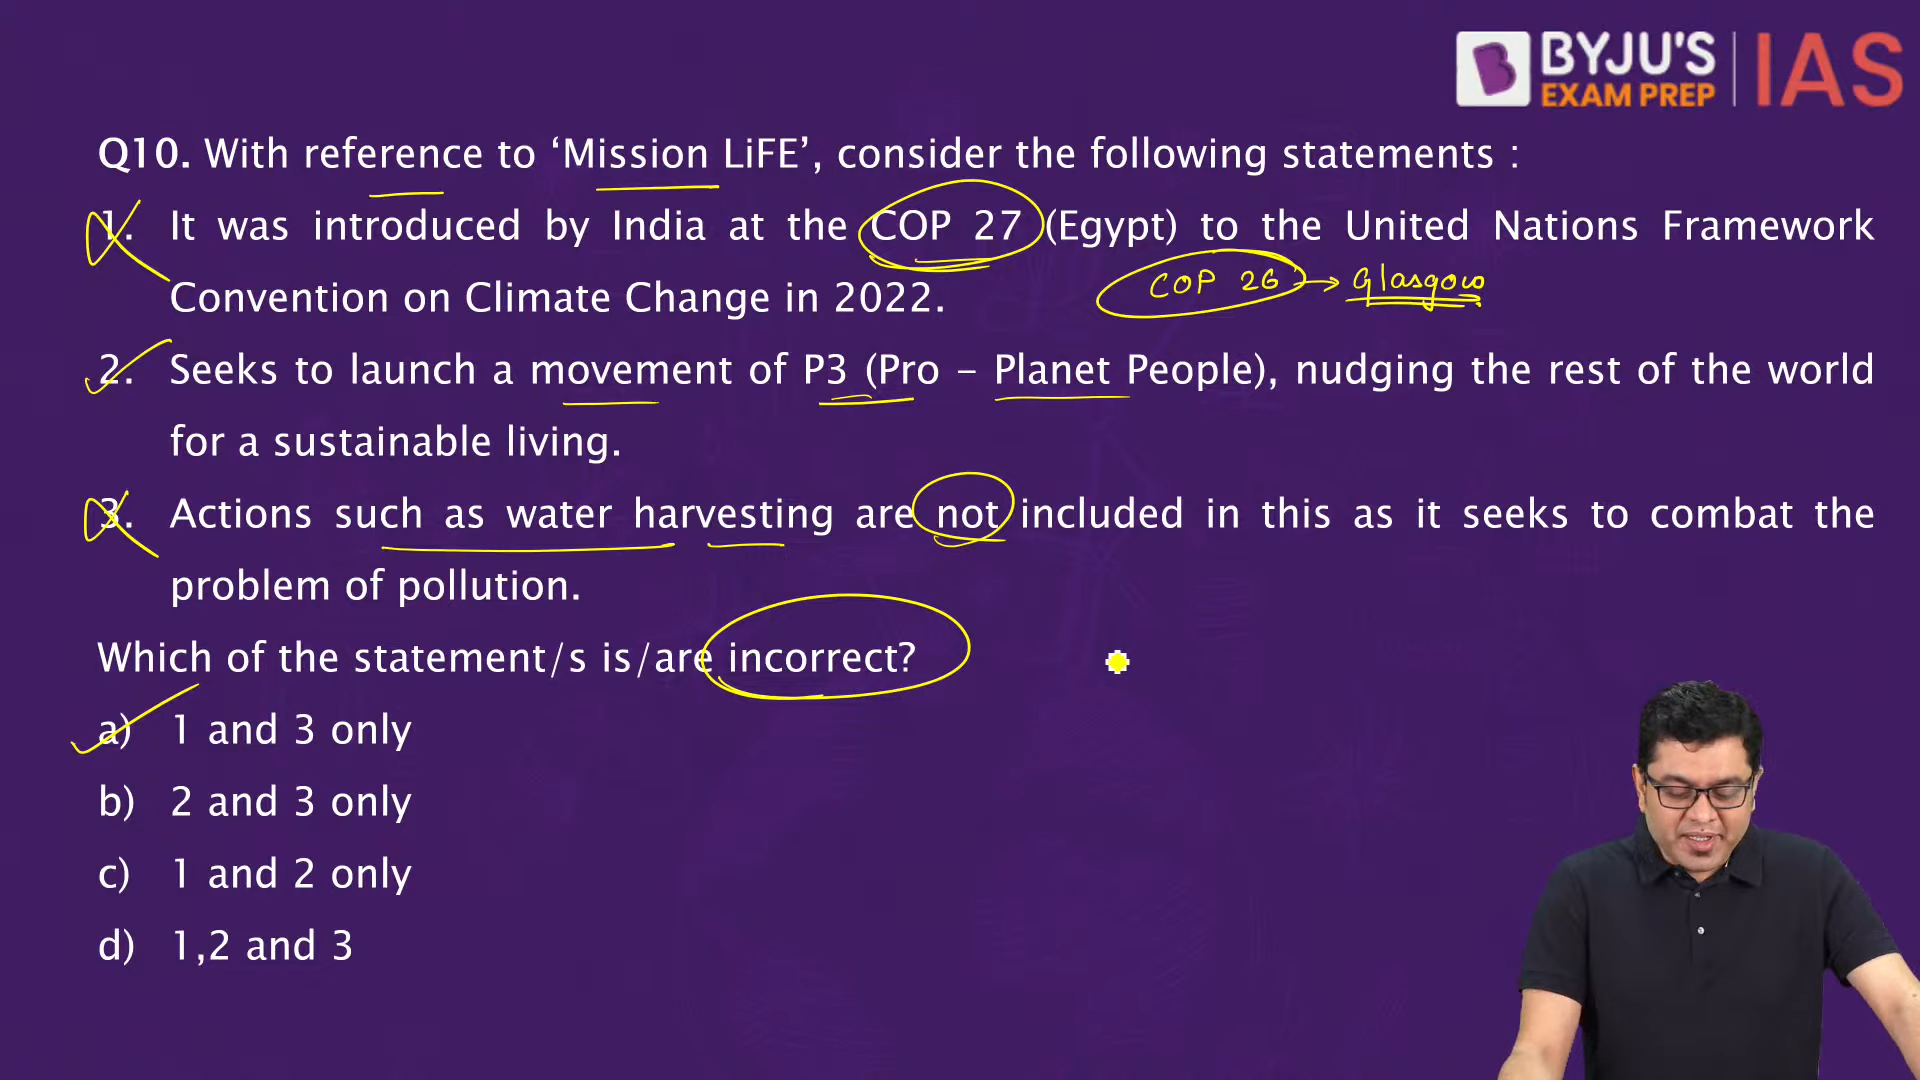 BYJU'S
EXAM PREP
IAS
Q10. With reference to ‘Mission LiFE’, consider the following statements :
1. It was introduced by India at the COP 27 (Egypt) to the United Nations Framework
COP 26 → Glasgow
Convention on Climate Change in 2022.
2. Seeks to launch a movement of P3 (Pro – Planet People), nudging the rest of the world
for a sustainable living.
3. Actions such as water harvesting are not included in this as it seeks to combat the
problem of pollution.
Which of the statement/s is/are incorrect?
a) 1 and 3 only
b) 2 and 3 only
c) 1 and 2 only
d) 1,2 and 3